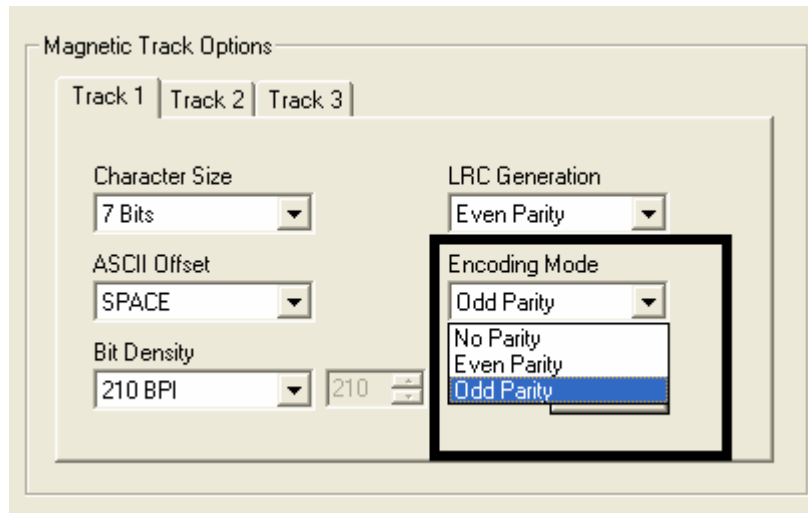 Magnetic Track Options
Track 1 Track 2 Track 3
Character Size
7 Bits
ASCII Offset
SPACE
Bit Density
210 BPI 210
LRC Generation
Even Parity
Encoding Mode
Odd Parity
No Parity
Even Parity
Odd Parity